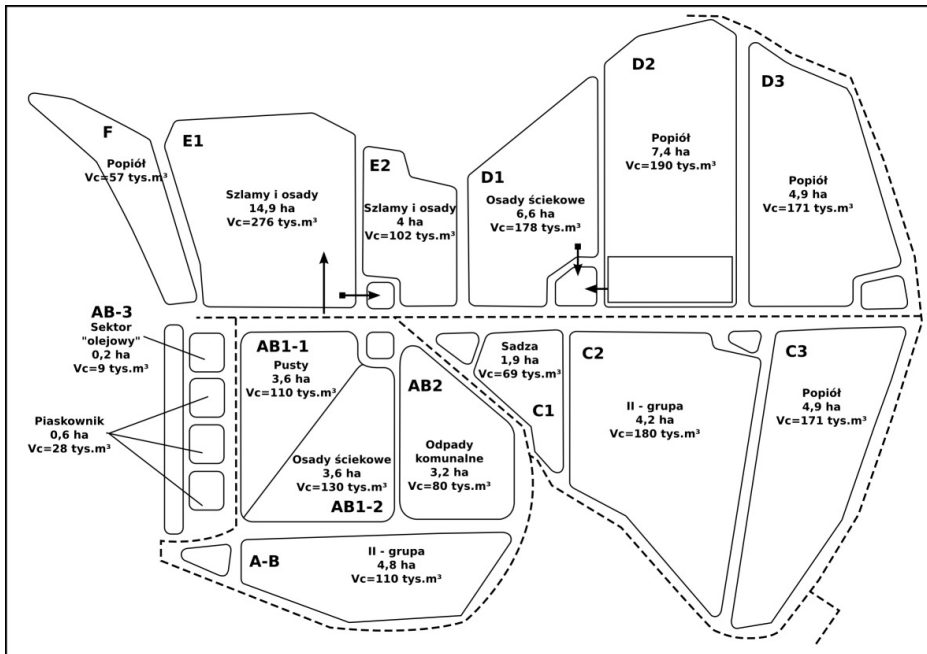 F
Popiół
Vc=57 tys.m³
E1
Szlamy i osady
14,9 ha
Vc=276 tys.m³
E2
Szlamy i osady
4 ha
Vc=102 tys.m³
D1
Osady ściekowe
6,6 ha
Vc=178 tys.m³
D2
Popiół
7,4 ha
Vc=190 tys.m³
D3
Popiół
4,9 ha
Vc=171 tys.m³
AB-3
Sektor
"olejowy"
0,2 ha
Vc=9 tys.m³
Piaskownik
0,6 ha
Vc=28 tys.m³
AB1-1
Pusty
3,6 ha
Vc=110 tys.m³
Osady ściekowe
3,6 ha
Vc=130 tys.m³
AB1-2
AB2
Odpady
komunalne
3,2 ha
Vc=80 tys.m³
A-B
II - grupa
4,8 ha
Vc=110 tys.m³
Sadza
1,9 ha
Vc=69 tys.m³
C1
C2
II - grupa
4,2 ha
Vc=180 tys.m³
C3
Popiół
4,9 ha
Vc=171 tys.m³